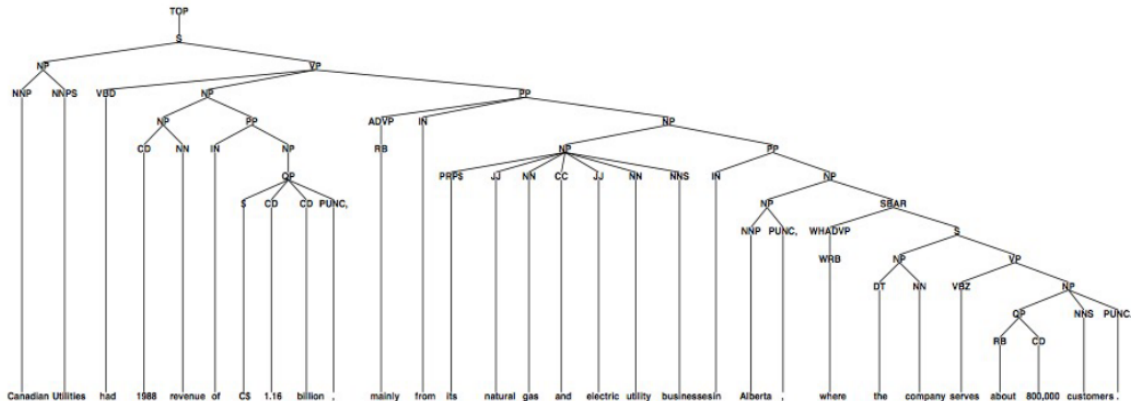 TOP
S
NP VP
NNP NNPS VBD NP PP
NP PP ADVP IN NP
CD NN IN NP RB NP PP
QP PRP$ JJ NN CC JJ NN NNS IN NP
$ CD CD PUNC, NP SBAR
NNP PUNC, WHADVP S
WRB NP VP
DT NN VBZ NP
QP NNS PUNC.
RB CD
Canadian Utilities had 1988 revenue of C$ 1.16 billion , mainly from its natural gas and electric utility businesses in Alberta , where the company serves about 800,000 customers .